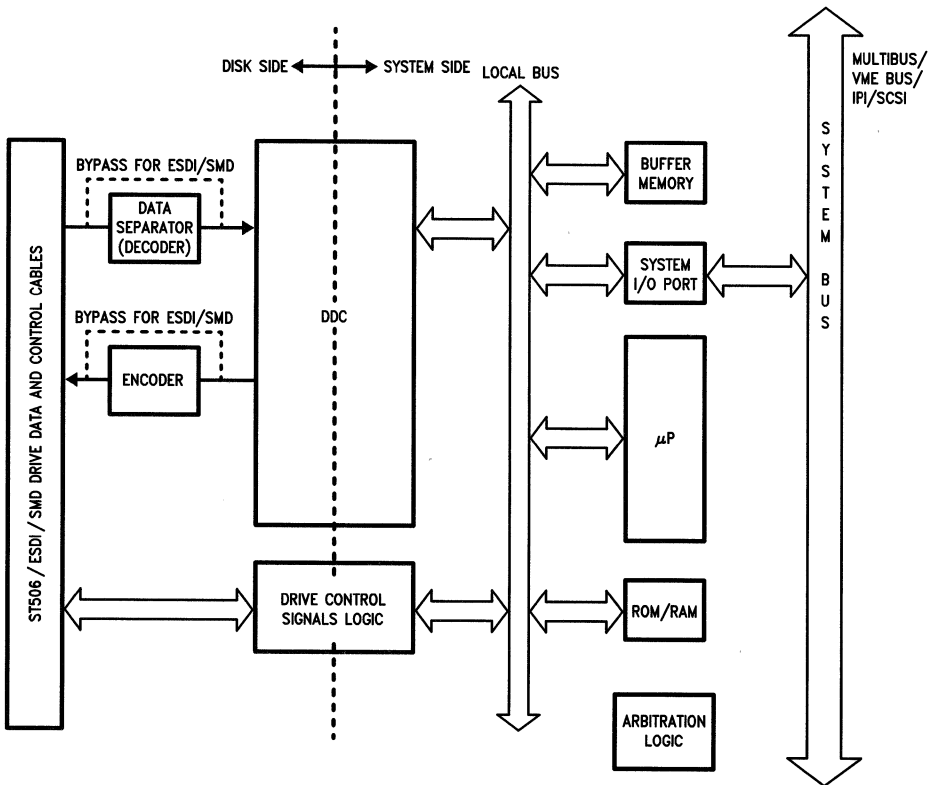 DISK SIDE
SYSTEM SIDE
LOCAL BUS
MULTIBUS/
VME BUS/
IPI/SCSI
SYSTEM BUS
BYPASS FOR ESDI/SMD
DATA
SEPARATOR
(DECODER)
BUFFER
MEMORY
SYSTEM
I/O PORT
DDC
BYPASS FOR ESDI/SMD
ENCODER
μP
ST506/ESDI/SMD DRIVE DATA AND CONTROL CABLES
DRIVE CONTROL
SIGNALS LOGIC
ROM/RAM
ARBITRATION
LOGIC